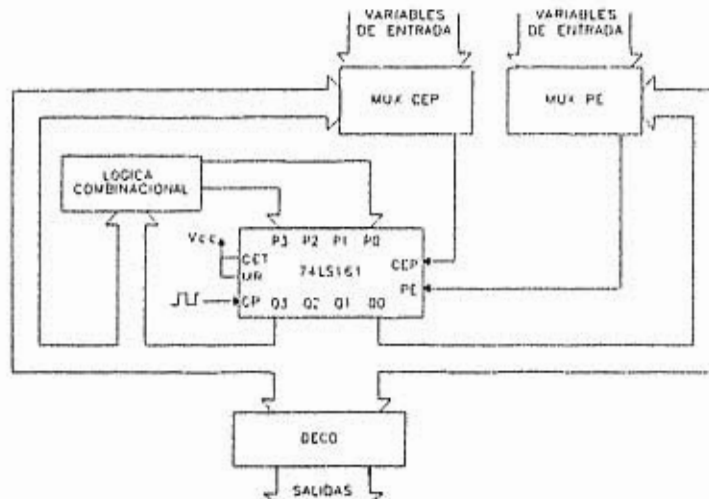 VARIABLES
DE ENTRADA
VARIABLES
DE ENTRADA
MUX CEP
MUX PE
LOGICA
COMBINACIONAL
Vcc
P3 P2 P1 P0
CET
MR
74LS161
CEP
PE
CP
Q3 Q2 Q1 Q0
DECO
SALIDAS